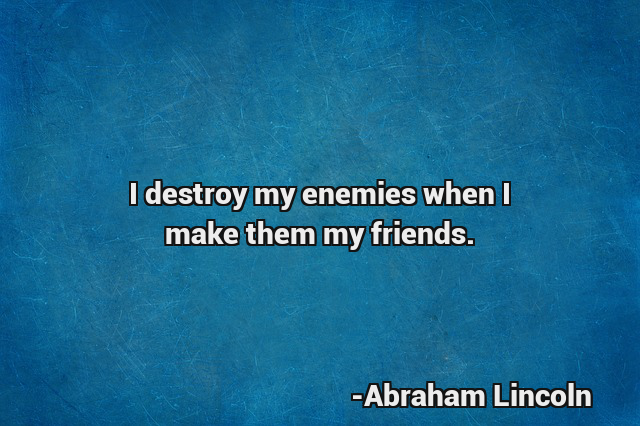 I destroy my enemies when I
make them my friends.
-Abraham Lincoln